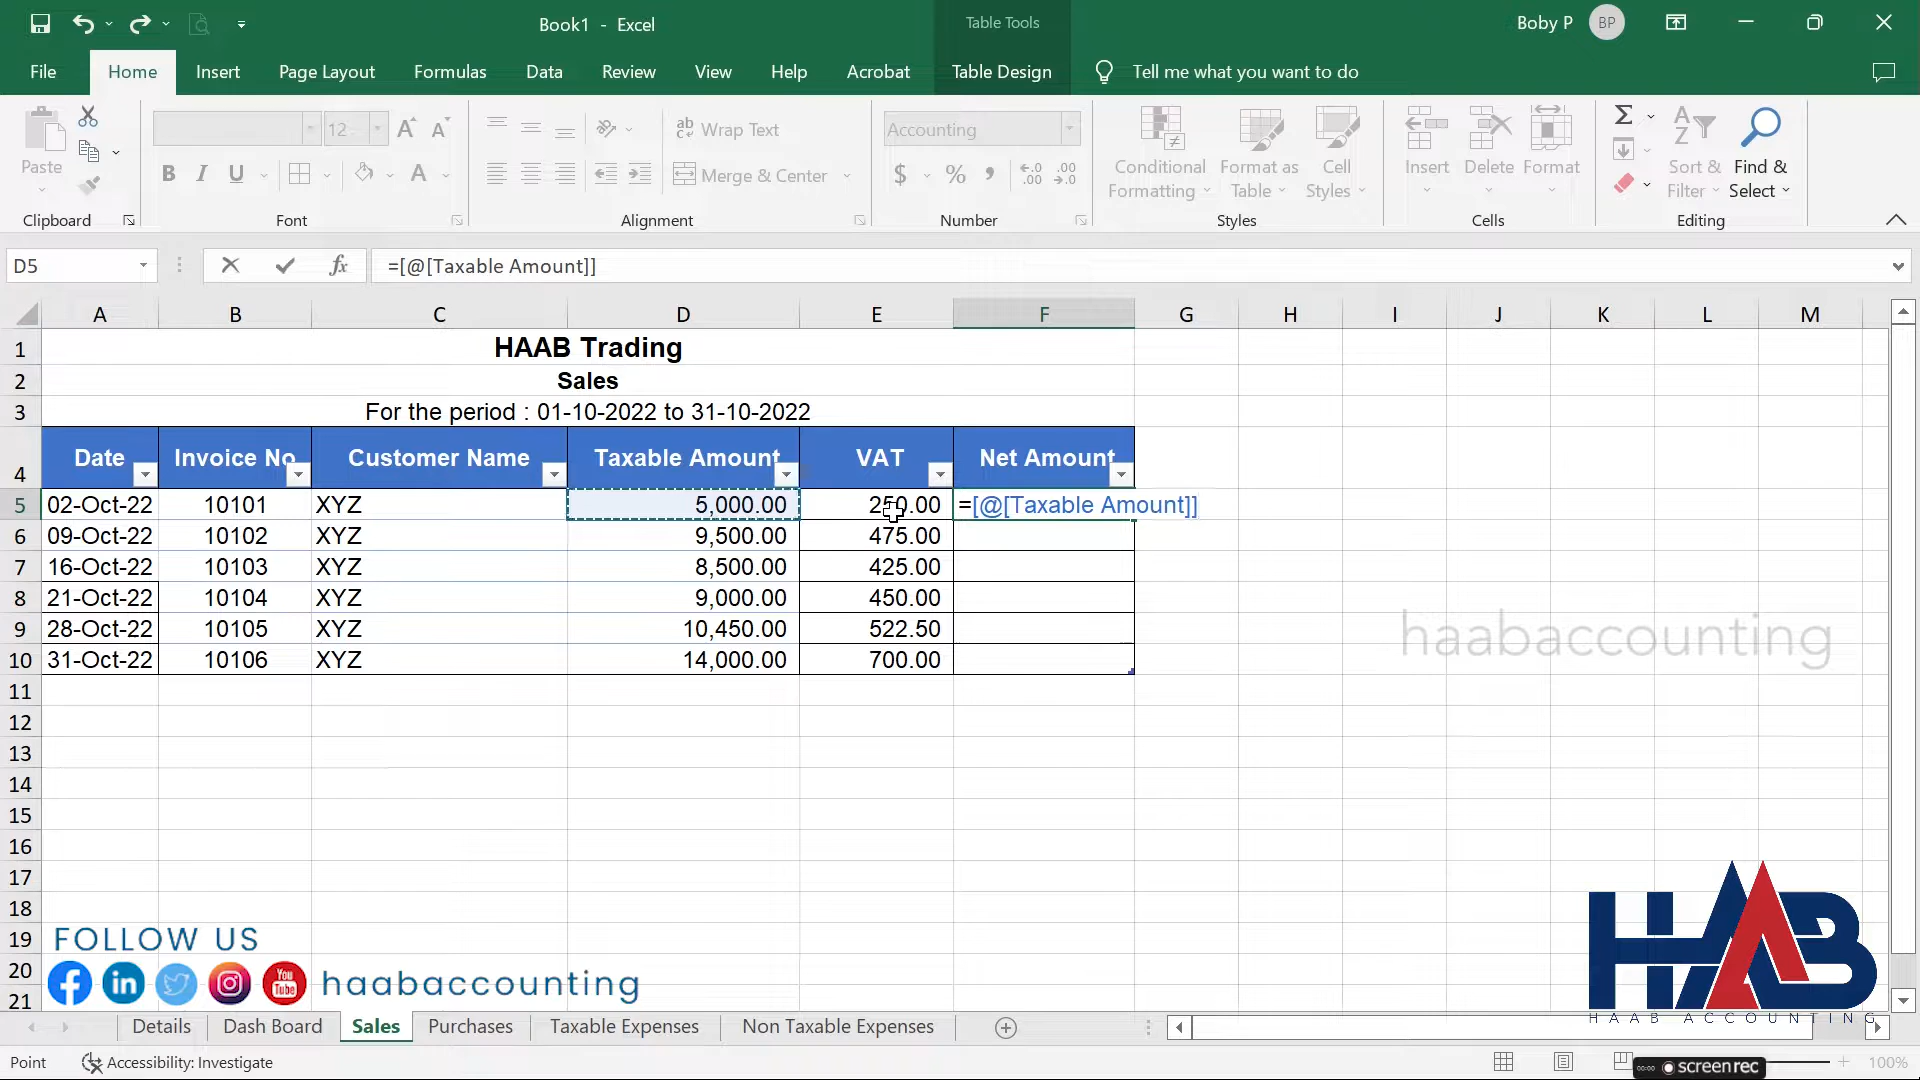 Book1 - Excel
Table Tools
Boby P
BP
File Home Insert Page Layout Formulas Data Review View Help Acrobat Table Design Tell me what you want to do
Paste
12
A A
B I U A
ab Wrap Text
Merge & Center
Accounting
$ % ,
Conditional Formatting
Format as Table
Cell Styles
Insert Delete Format
Sort & Filter
Find & Select
Clipboard Font Alignment Number Styles Cells Editing
D5
fx
=[@[Taxable Amount]]
A B C D E F G H I J K L M
1 HAAB Trading
2 Sales
3 For the period : 01-10-2022 to 31-10-2022
4 Date Invoice No Customer Name Taxable Amount VAT Net Amount
5 02-Oct-22 10101 XYZ 5,000.00 250.00 =[@[Taxable Amount]]
6 09-Oct-22 10102 XYZ 9,500.00 475.00
7 16-Oct-22 10103 XYZ 8,500.00 425.00
8 21-Oct-22 10104 XYZ 9,000.00 450.00
9 28-Oct-22 10105 XYZ 10,450.00 522.50
10 31-Oct-22 10106 XYZ 14,000.00 700.00
haabaccounting
11
12
13
14
15
16
17
18
19
20
21
FOLLOW US
in
You Tube
haabaccounting
HAAB
HAAB ACCOUNTING
Details Dash Board Sales Purchases Taxable Expenses Non Taxable Expenses
Point
Accessibility: Investigate
00:00
screenrec
100%